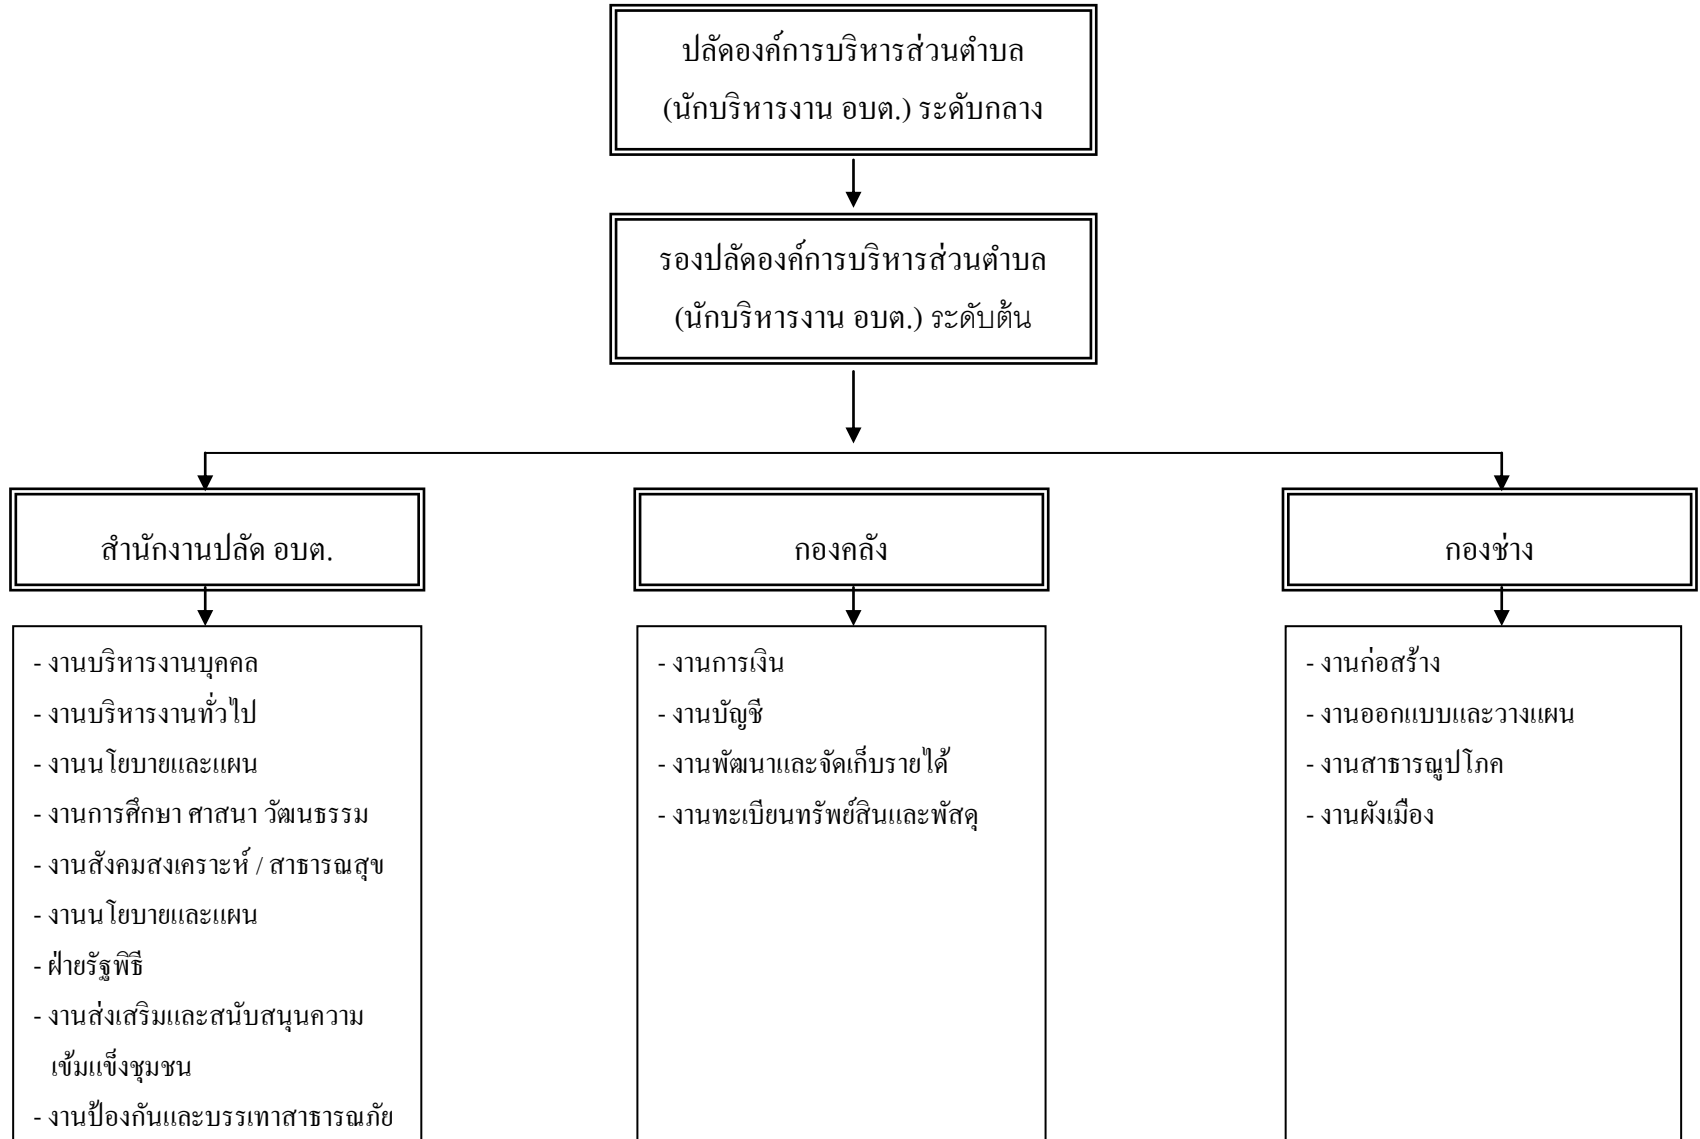 ปลัดองค์การบริหารส่วนตำบล
(นักบริหารงาน อบต.) ระดับกลาง
รองปลัดองค์การบริหารส่วนตำบล
(นักบริหารงาน อบต.) ระดับต้น
สำนักงานปลัด อบต.
- งานบริหารงานบุคคล
- งานบริหารงานทั่วไป
- งานนโยบายและแผน
- งานการศึกษา ศาสนา วัฒนธรรม
- งานสังคมสงเคราะห์ / สาธารณสุข
- งานนโยบายและแผน
- ฝ่ายรัฐพิธี
- งานส่งเสริมและสนับสนุนความ
เข้มแข็งชุมชน
- งานป้องกันและบรรเทาสาธารณภัย
กองคลัง
- งานการเงิน
- งานบัญชี
- งานพัฒนาและจัดเก็บรายได้
- งานทะเบียนทรัพย์สินและพัสดุ
กองช่าง
- งานก่อสร้าง
- งานออกแบบและวางแผน
- งานสาธารณูปโภค
- งานผังเมือง